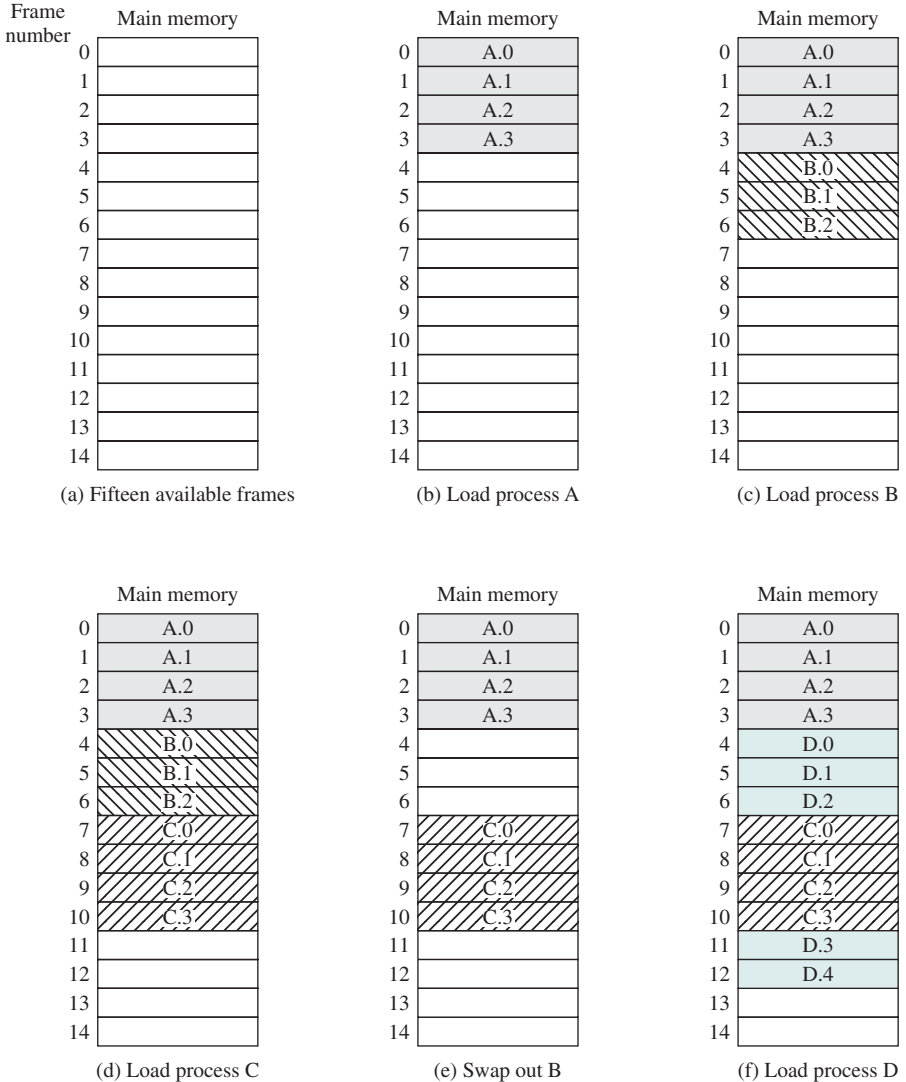 Frame
number
Main memory
0
1
2
3
4
5
6
7
8
9
10
11
12
13
14
(a) Fifteen available frames
Main memory
0 A.0
1 A.1
2 A.2
3 A.3
4
5
6
7
8
9
10
11
12
13
14
(b) Load process A
Main memory
0 A.0
1 A.1
2 A.2
3 A.3
4 B.0
5 B.1
6 B.2
7
8
9
10
11
12
13
14
(c) Load process B
Main memory
0 A.0
1 A.1
2 A.2
3 A.3
4 B.0
5 B.1
6 B.2
7 C.0
8 C.1
9 C.2
10 C.3
11
12
13
14
(d) Load process C
Main memory
0 A.0
1 A.1
2 A.2
3 A.3
4
5
6
7 C.0
8 C.1
9 C.2
10 C.3
11
12
13
14
(e) Swap out B
Main memory
0 A.0
1 A.1
2 A.2
3 A.3
4 D.0
5 D.1
6 D.2
7 C.0
8 C.1
9 C.2
10 C.3
11 D.3
12 D.4
13
14
(f) Load process D